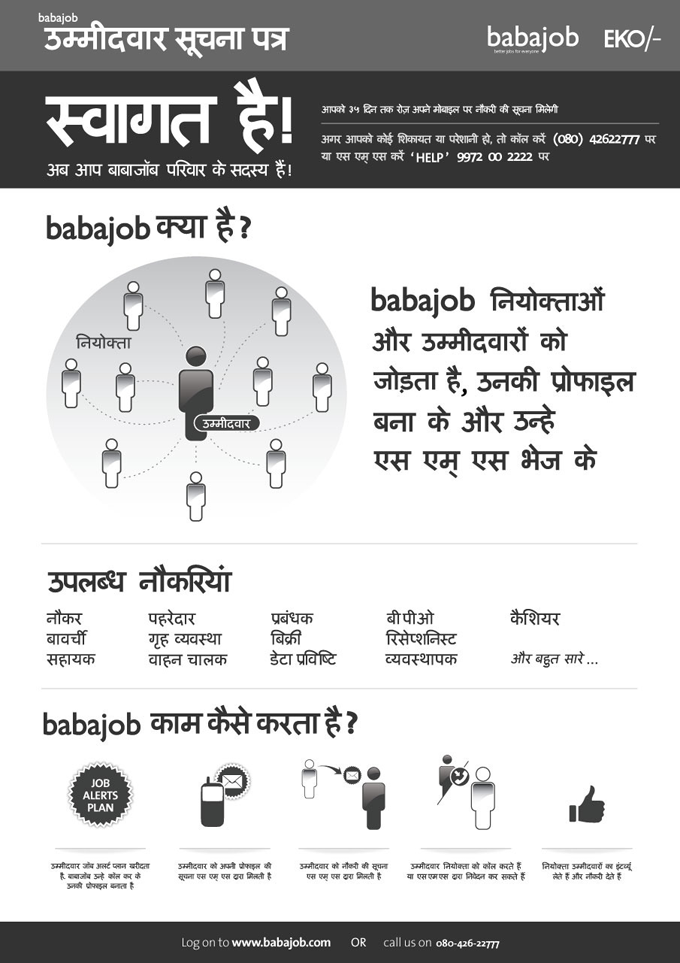 babajob
उम्मीदवार सूचना पत्र
babajob
better jobs for everyone
EKO/-
स्वागत है!
अब आप बाबाजॉब परिवार के सदस्य हैं!
आपको ३५ दिन तक रोज़ अपने मोबाइल पर नौकरी की सूचना मिलेगी
अगर आपको कोई शिकायत या परेशानी हो, तो कॉल करें (080) 42622777 पर
या एस एम् एस करें ‘HELP’ 9972 00 2222 पर
babajob क्या है?
नियोक्ता
उम्मीदवार
babajob नियोक्ताओं
और उम्मीदवारों को
जोड़ता है, उनकी प्रोफाइल
बना के और उन्हे
एस एम् एस भेज के
उपलब्ध नौकरियां
नौकर पहरेदार प्रबंधक बीपीओ कैशियर
बावर्ची गृह व्यवस्था बिक्री रिसेप्शनिस्ट
सहायक वाहन चालक डेटा प्रविष्टि व्यवस्थापक और बहुत सारे ...
babajob काम कैसे करता है?
JOB
ALERTS
PLAN
उम्मीदवार जॉब अलर्ट प्लान खरीदता
है. बाबाजोब उन्हे कॉल कर के
उनकी प्रोफाइल बनाता है
उम्मीदवार को अपनी प्रोफाइल की
सूचना एस एम् एस द्वारा मिलती है
उम्मीदवार को नौकरी की सूचना
एस एम् एस द्वारा मिलती है
उम्मीदवार नियोक्ता को कॉल करते हैं
या एसएमएस द्वारा निवेदन कर सकते हैं
नियोक्ता उम्मीदवारों का इंटर्व्यू
लेते हैं और नौकरी देते हैं
Log on to www.babajob.com OR call us on 080-426-22777